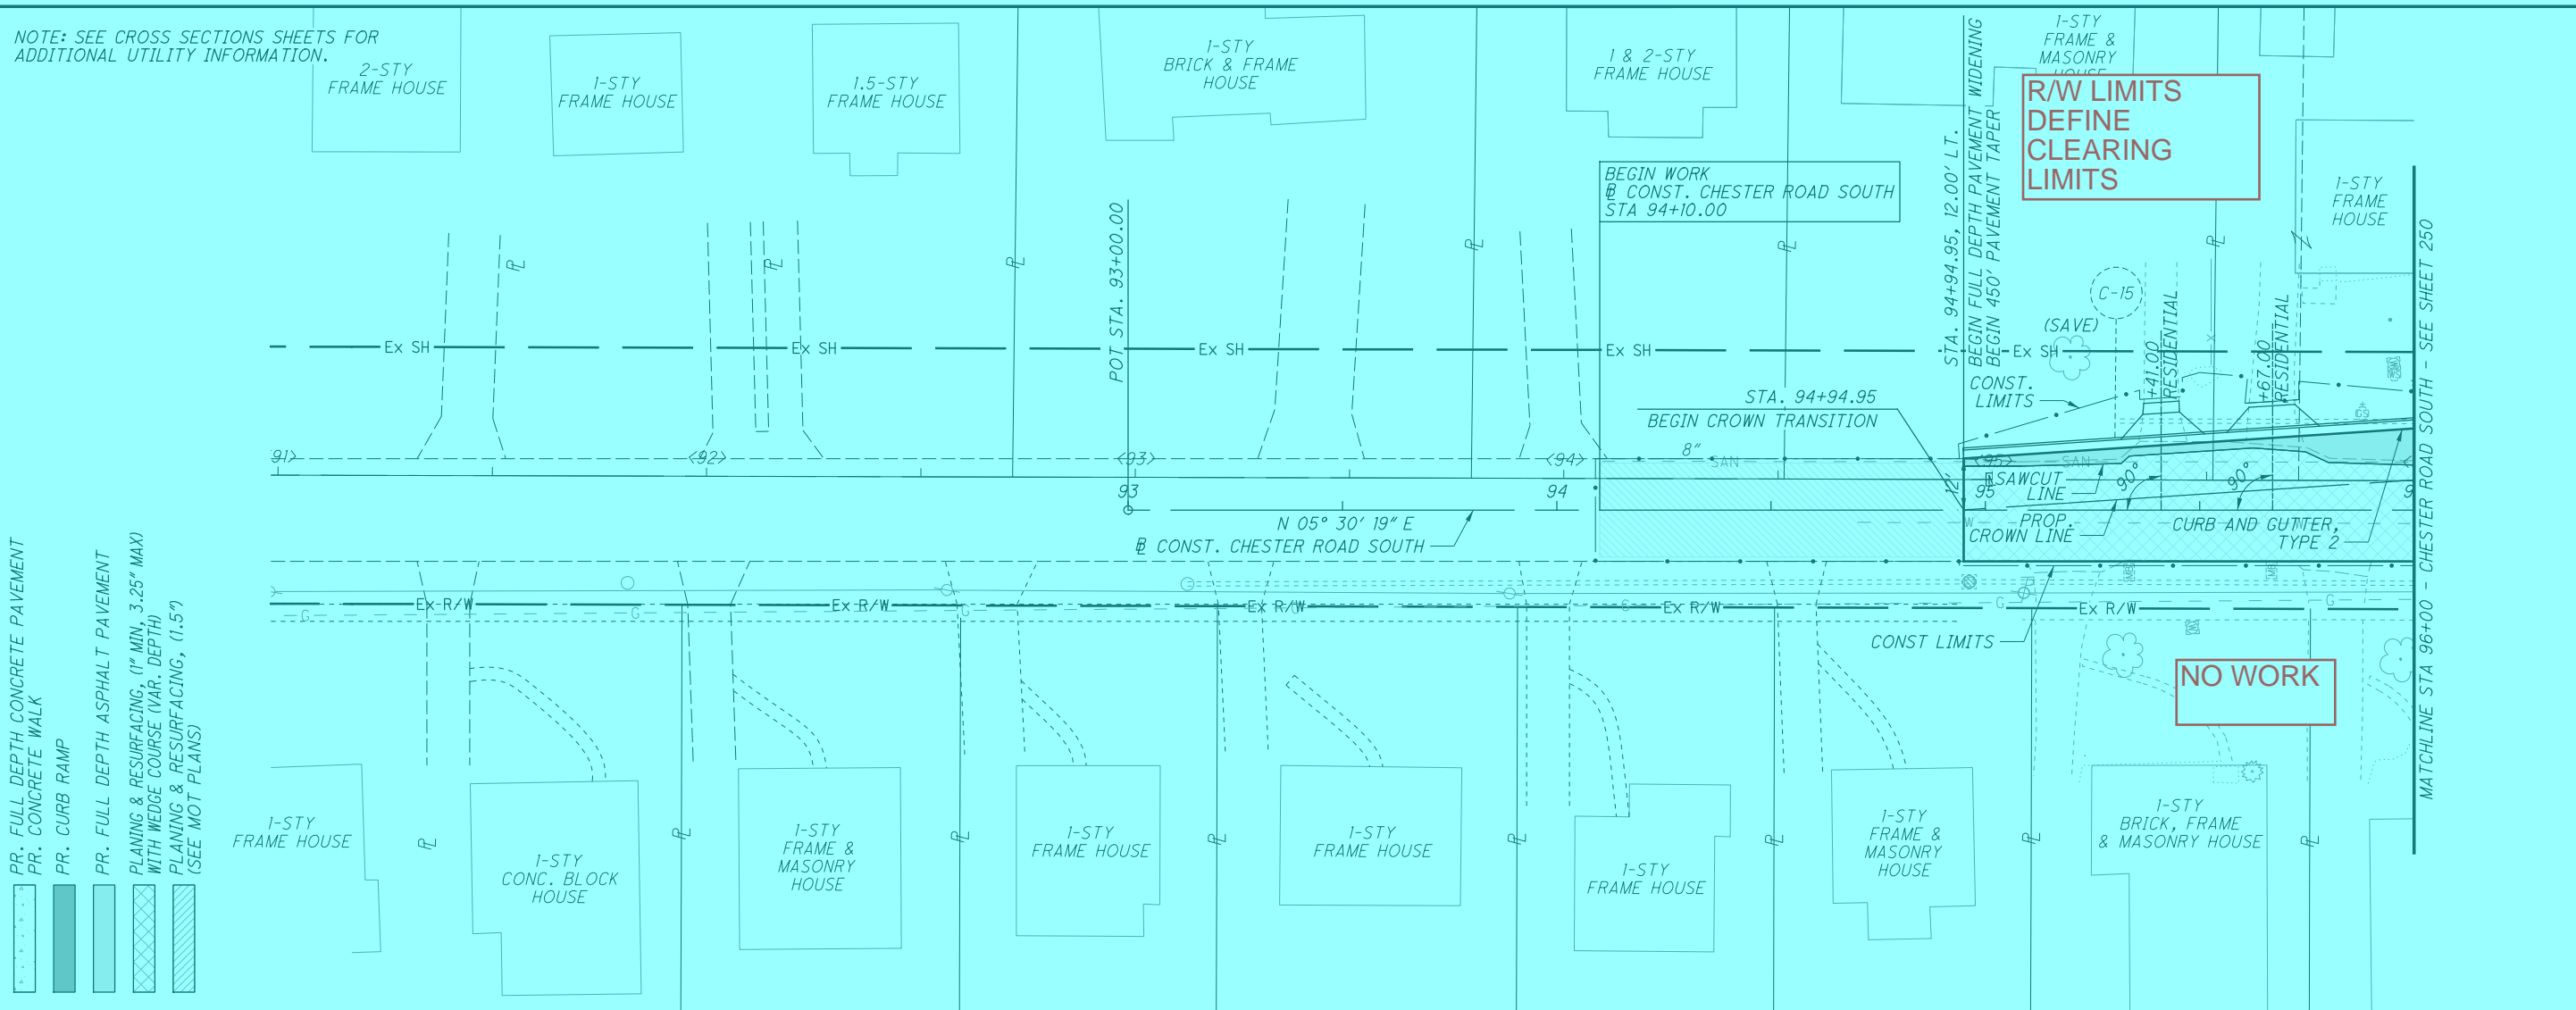 NOTE: SEE CROSS SECTIONS SHEETS FOR
ADDITIONAL UTILITY INFORMATION.
2-STY
FRAME HOUSE
1-STY
FRAME HOUSE
1.5-STY
FRAME HOUSE
1-STY
BRICK & FRAME
HOUSE
1 & 2-STY
FRAME HOUSE
1-STY
FRAME &
MASONRY
HOUSE
R/W LIMITS
DEFINE
CLEARING
LIMITS
1-STY
FRAME
HOUSE
BEGIN WORK
℄ CONST. CHESTER ROAD SOUTH
STA 94+10.00
STA. 94+94.95, 12.00' LT.
BEGIN FULL DEPTH PAVEMENT WIDENING
BEGIN 450' PAVEMENT TAPER
POT STA. 93+00.00
C-15
(SAVE)
+41.00
RESIDENTIAL
+67.00
RESIDENTIAL
Ex SH
Ex SH
Ex SH
Ex SH
Ex SH
CONST.
LIMITS
STA. 94+94.95
BEGIN CROWN TRANSITION
8"
SAN
SAN
<92>
<93>
<94>
<95>
93
94
95
12'
SAWCUT
LINE
90°
90°
N 05° 30' 19" E
℄ CONST. CHESTER ROAD SOUTH
PROP.
CROWN LINE
CURB AND GUTTER,
TYPE 2
W
MB
MB
Ex R/W
Ex R/W
Ex R/W
Ex R/W
Ex R/W
G
G
G
G
G
G
CONST LIMITS
NO WORK
MATCHLINE STA 96+00 - CHESTER ROAD SOUTH - SEE SHEET 250
1-STY
FRAME HOUSE
1-STY
CONC. BLOCK
HOUSE
1-STY
FRAME &
MASONRY
HOUSE
1-STY
FRAME HOUSE
1-STY
FRAME HOUSE
1-STY
FRAME HOUSE
1-STY
FRAME &
MASONRY
HOUSE
1-STY
BRICK, FRAME
& MASONRY HOUSE
PR. FULL DEPTH CONCRETE PAVEMENT
PR. CONCRETE WALK
PR. CURB RAMP
PR. FULL DEPTH ASPHALT PAVEMENT
PLANING & RESURFACING, (1" MIN, 3.25" MAX)
WITH WEDGE COURSE (VAR. DEPTH)
PLANING & RESURFACING, (1.5")
(SEE MOT PLANS)